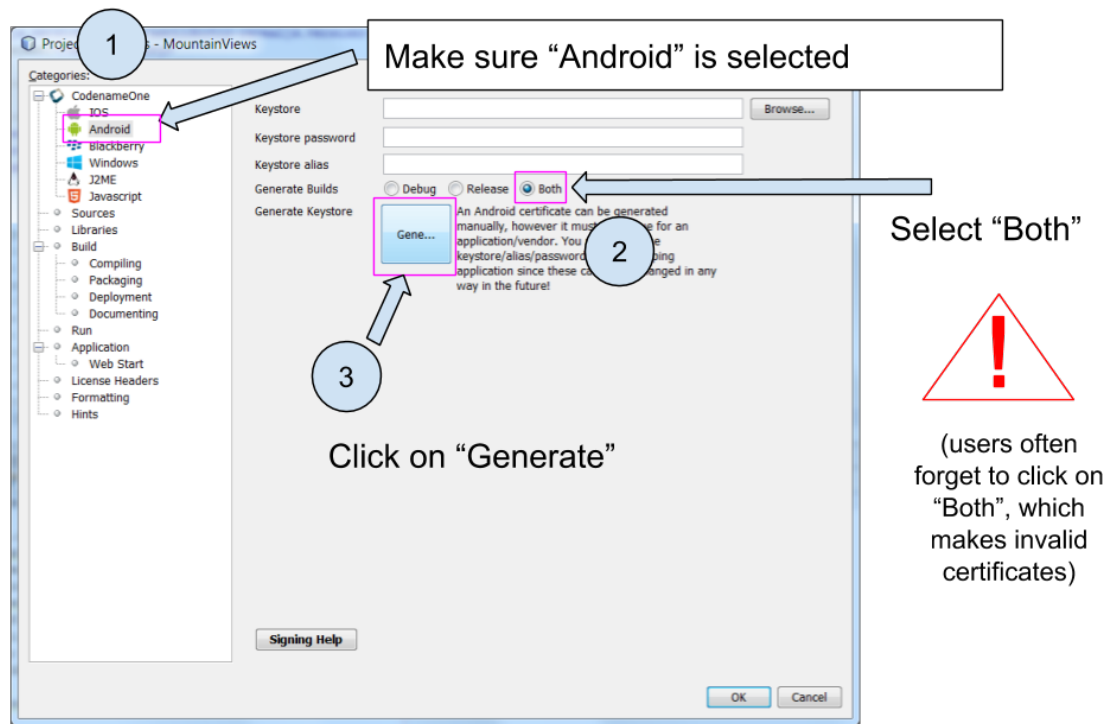 1
Projec s - MountainViews
Make sure “Android” is selected
Categories:
CodenameOne
IOS
Android
Blackberry
Windows
J2ME
Javascript
Sources
Libraries
Build
Compiling
Packaging
Deployment
Documenting
Run
Application
Web Start
License Headers
Formatting
Hints
Keystore
Browse...
Keystore password
Keystore alias
Generate Builds
Debug
Release
Both
Generate Keystore
Gene...
An Android certificate can be generated
manually, however it must e for an
application/vendor. You e
keystore/alias/password ping
application since these ca anged in any
way in the future!
2
Select “Both”
!
(users often
forget to click on
“Both”, which
makes invalid
certificates)
3
Click on “Generate”
Signing Help
OK
Cancel